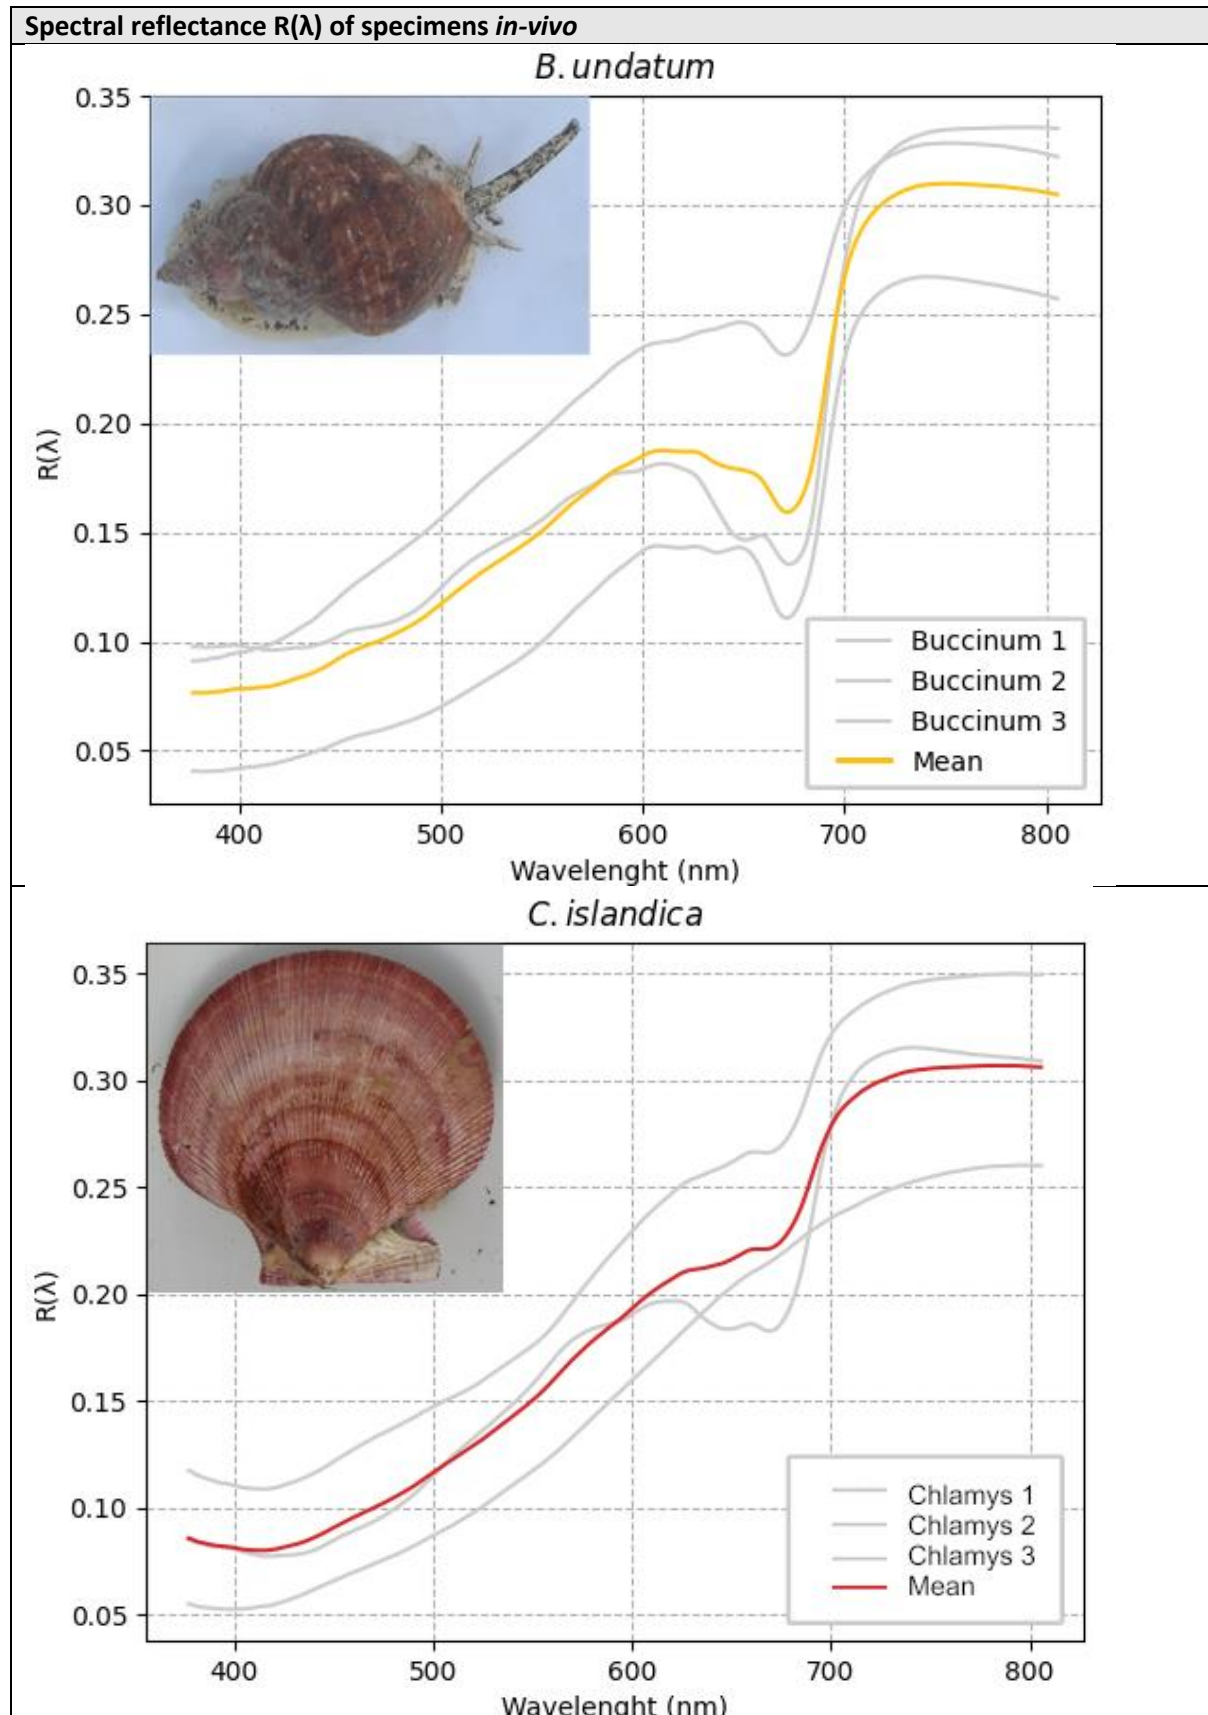 Spectral reflectance R(λ) of specimens in-vivo
B. undatum
0.35
0.30
0.25
0.20
0.15
0.10
0.05
R(λ)
Buccinum 1
Buccinum 2
Buccinum 3
Mean
400 500 600 700 800
Wavelenght (nm)
C. islandica
0.35
0.30
0.25
0.20
0.15
0.10
0.05
R(λ)
Chlamys 1
Chlamys 2
Chlamys 3
Mean
400 500 600 700 800
Wavelenght (nm)